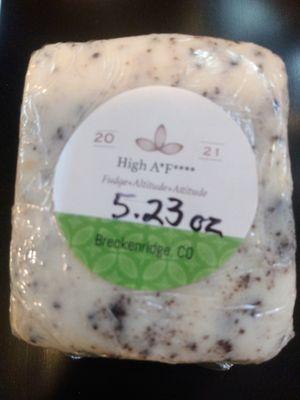 20 21
High A*F****
Fudge•Altitude•Attitude
5.23 oz
Breckenridge, CO